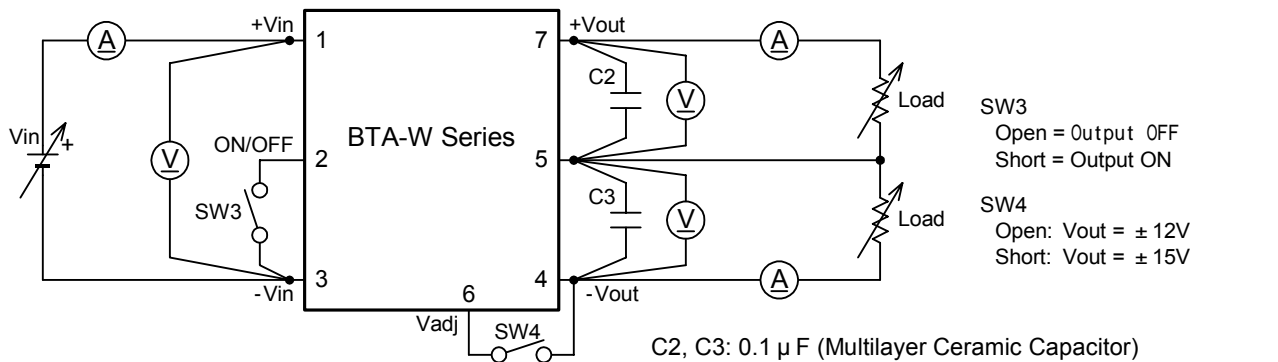 +Vin
+Vout
A
1
7
A
C2
V
Load
Vin
+
ON/OFF
BTA-W Series
V
2
5
SW3
Open = Output OFF
Short = Output ON
SW3
C3
V
Load
SW4
Open: Vout = ± 12V
Short: Vout = ± 15V
3
4
-Vin
6
-Vout
A
Vadj
SW4
C2, C3: 0.1 µ F (Multilayer Ceramic Capacitor)